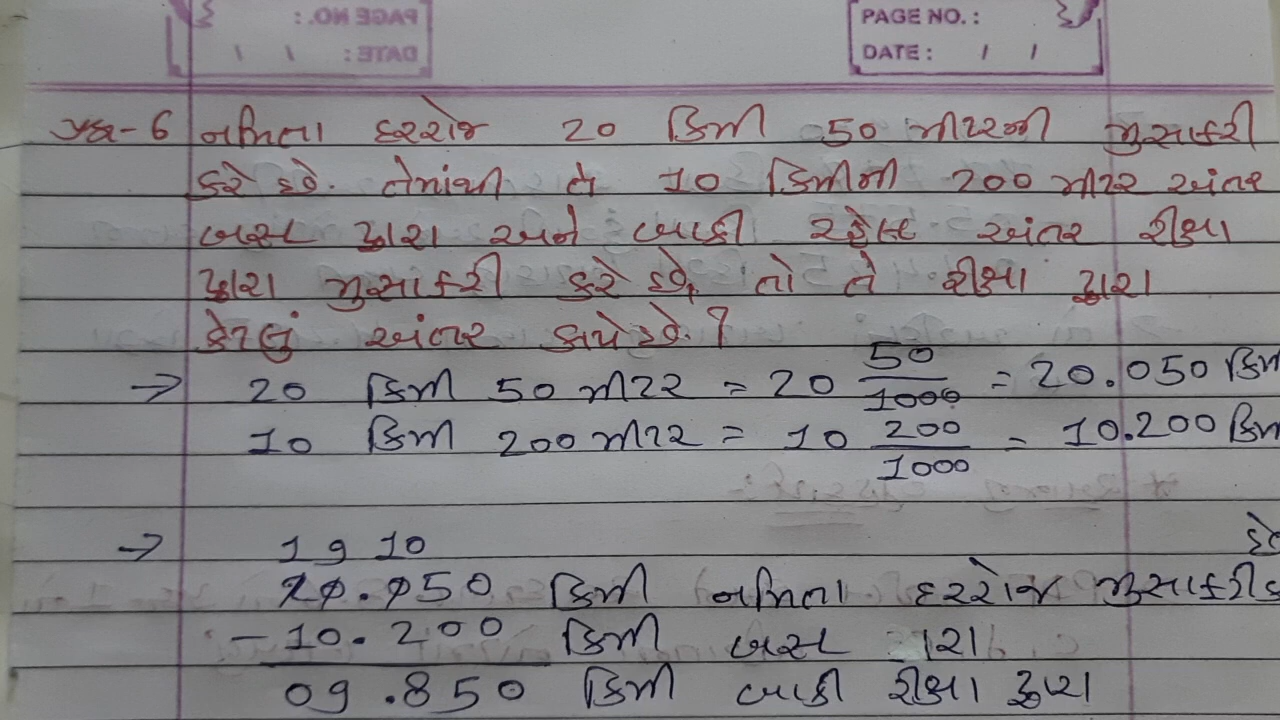 PAGE NO. :
DATE : / /
પ્રશ્ન-6 નમિતા દરરોજ 20 કિમી 50 મીટરની મુસાફરી
કરે છે. તેમાંથી તે 10 કિમીની 200 મીટર અંતર
બસ દ્વારા અને બાકી રહેલ અંતર રીક્ષા
દ્વારા મુસાફરી કરે છે, તો તે રીક્ષા દ્વારા
કેટલું અંતર કાપે છે. ?
→ 20 કિમી 50 મીટર = 20 50/1000 = 20.050 કિમ
10 કિમી 200 મીટર = 10 200/1000 = 10.200 કિમ
→ 1 9 10
20.050 કિમી નમિતા દરરોજ મુસાફરી
- 10.200 કિમી બસ
09.850 કિમી બાકી રીક્ષા દ્વારા